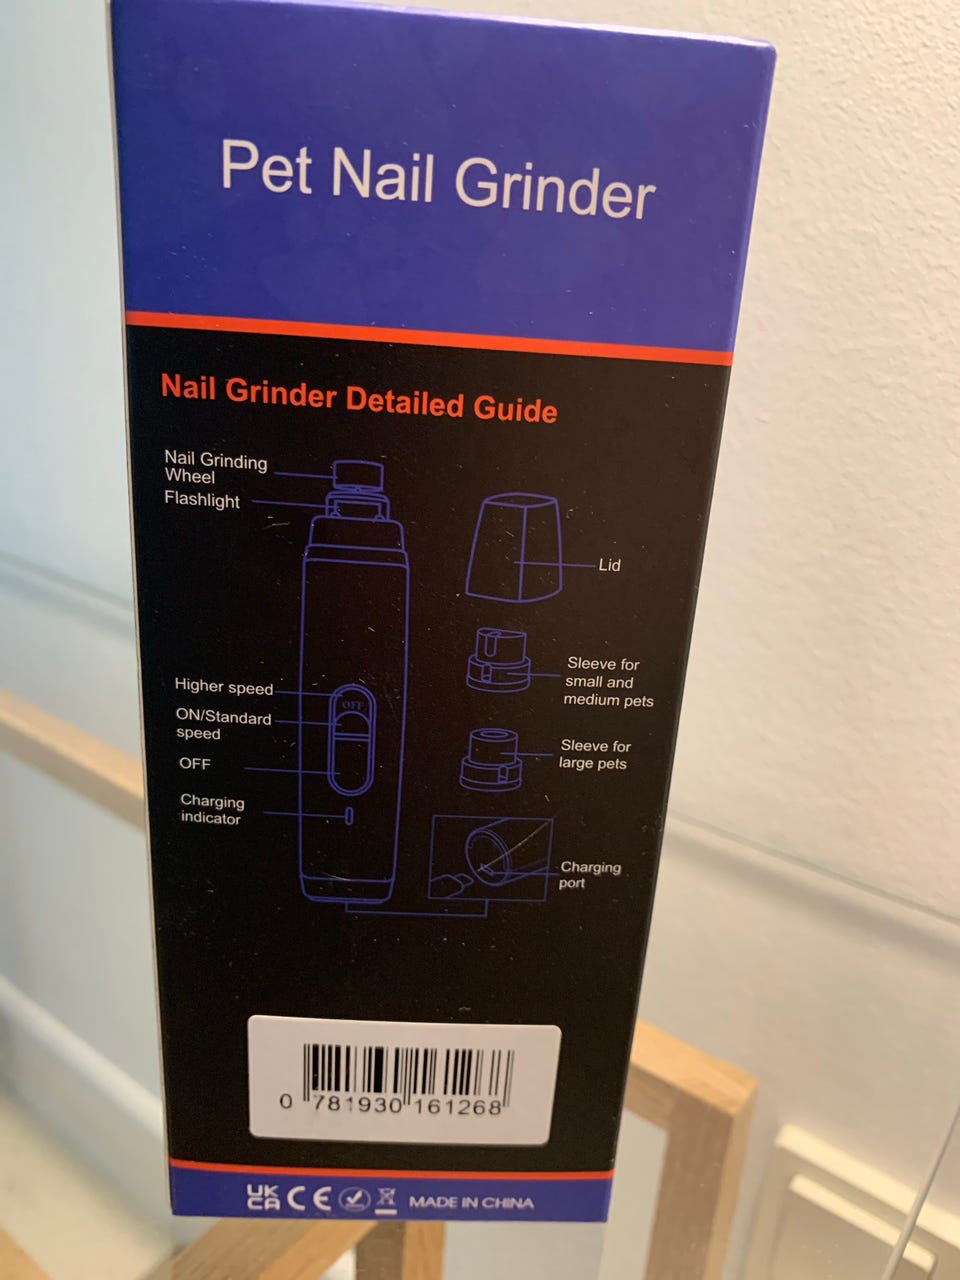 Pet Nail Grinder
Nail Grinder Detailed Guide
Nail Grinding
Wheel
Flashlight
Lid
Sleeve for
small and
medium pets
Higher speed
OFF
ON/Standard
speed
Sleeve for
large pets
OFF
Charging
indicator
Charging
port
0 781930 161268
UK
CA CE MADE IN CHINA